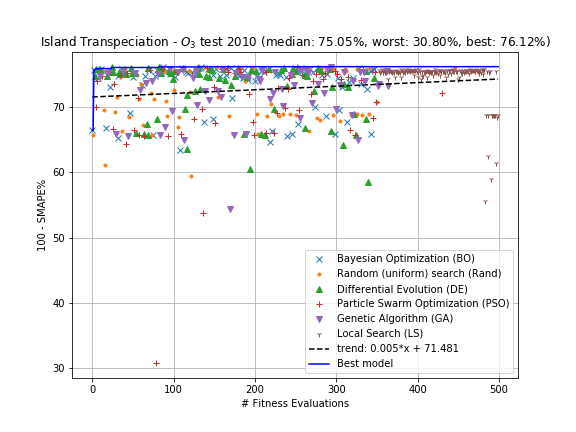 Island Transpeciation - O3 test 2010 (median: 75.05%, worst: 30.80%, best: 76.12%)
100 - SMAPE%
70
60
50
40
30
0 100 200 300 400 500
# Fitness Evaluations
Bayesian Optimization (BO)
Random (uniform) search (Rand)
Differential Evolution (DE)
Particle Swarm Optimization (PSO)
Genetic Algorithm (GA)
Local Search (LS)
trend: 0.005*x + 71.481
Best model